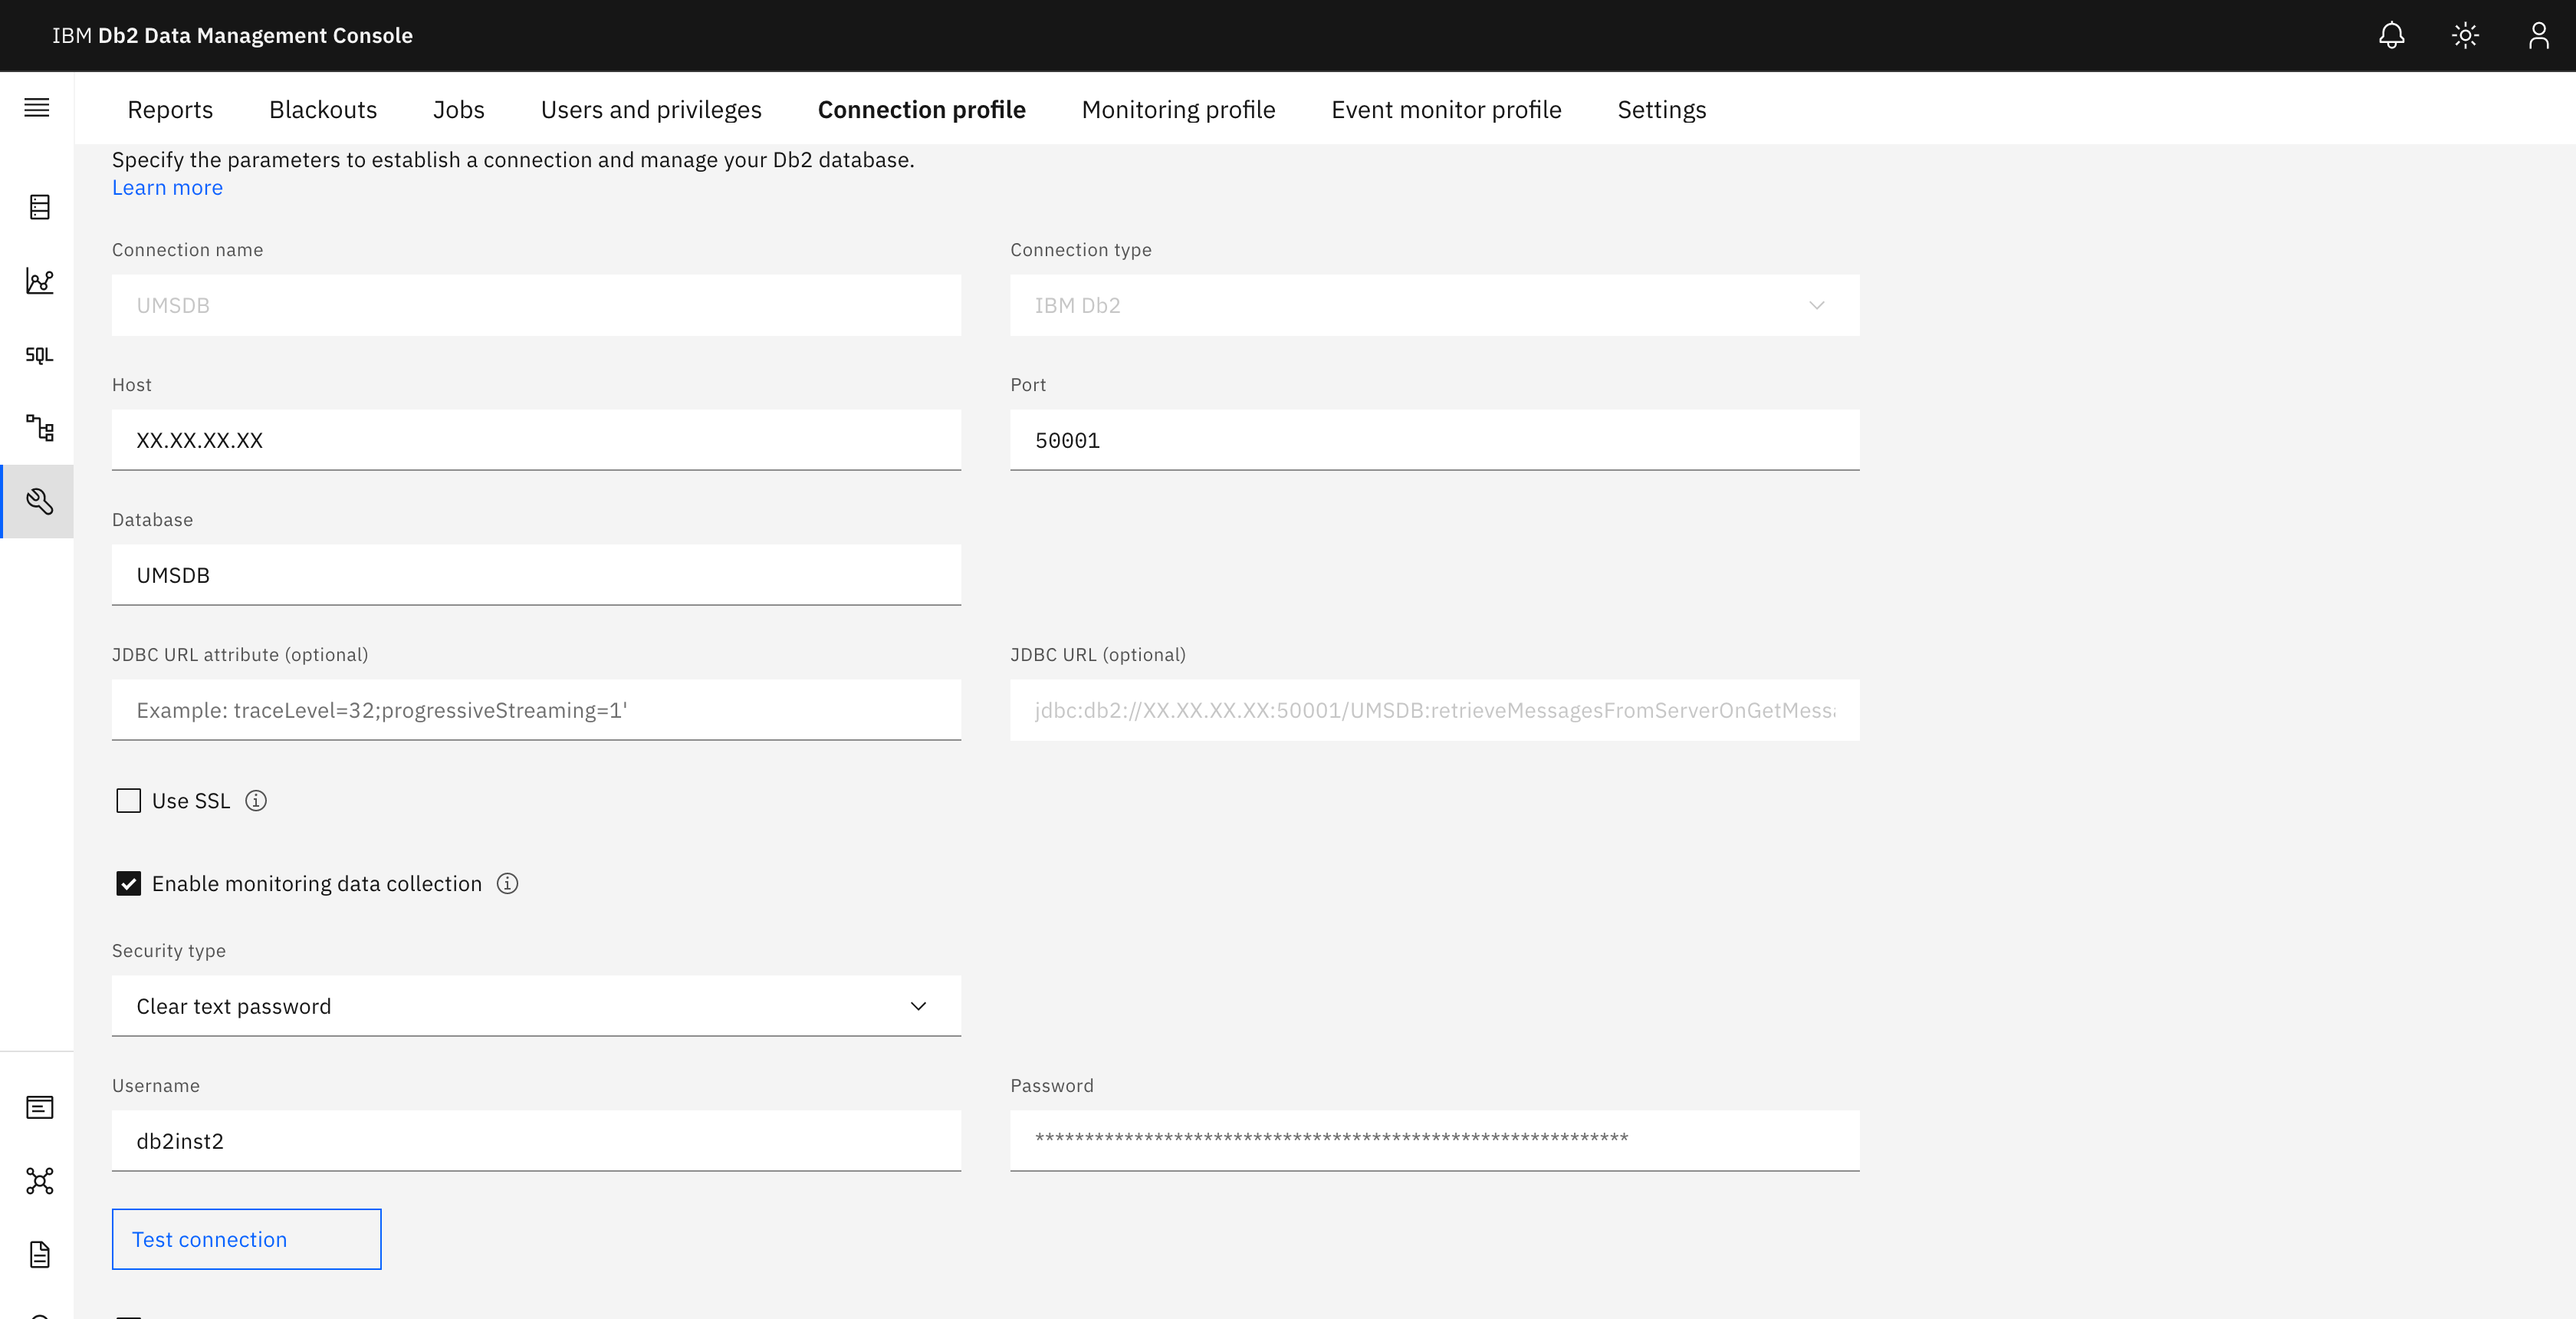 IBM Db2 Data Management Console
Reports Blackouts Jobs Users and privileges Connection profile Monitoring profile Event monitor profile Settings
Specify the parameters to establish a connection and manage your Db2 database.
Learn more
SQL
Connection name Connection type
UMSDB IBM Db2
Host Port
XX.XX.XX.XX 50001
Database
UMSDB
JDBC URL attribute (optional) JDBC URL (optional)
Example: traceLevel=32;progressiveStreaming=1' jdbc:db2://XX.XX.XX.XX:50001/UMSDB:retrieveMessagesFromServerOnGetMess
Use SSL
Enable monitoring data collection
Security type
Clear text password
Username Password
db2inst2 ************************************************************
Test connection